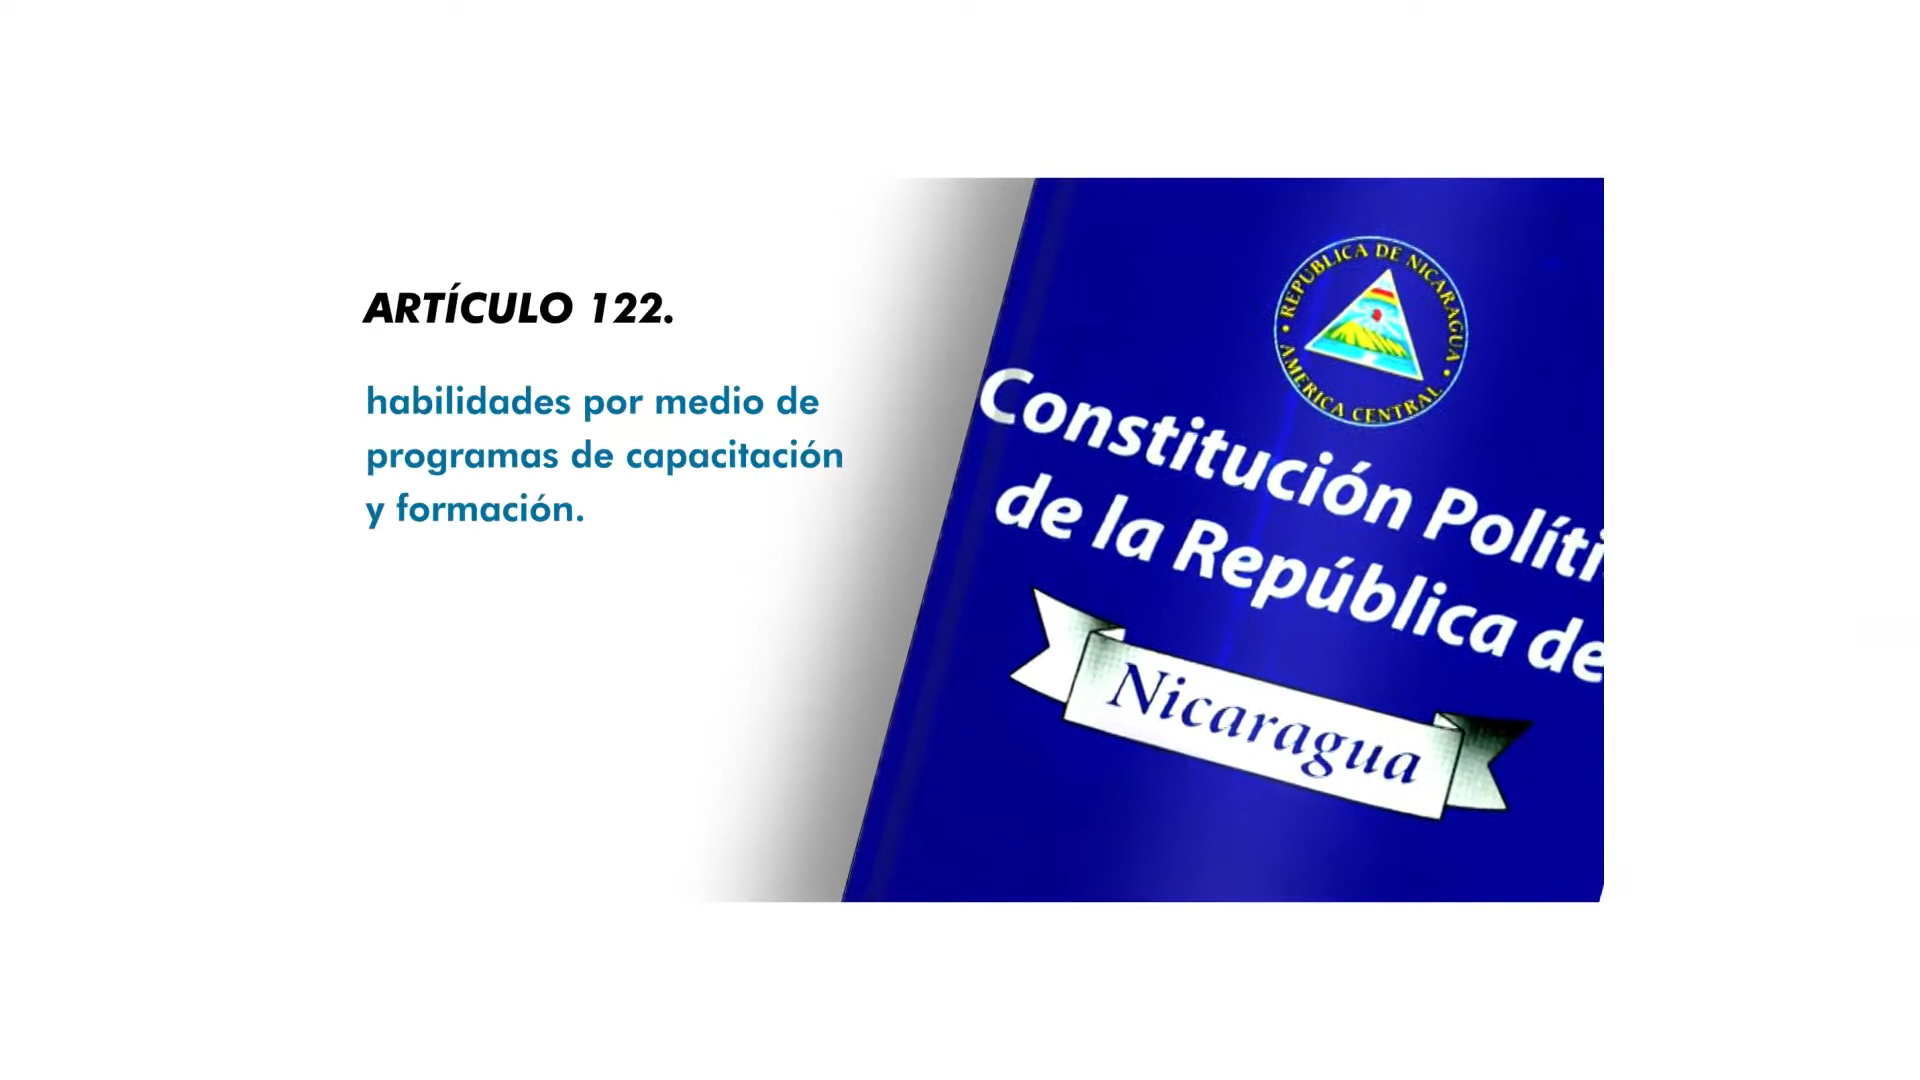 ARTÍCULO 122.
habilidades por medio de
programas de capacitación
y formación.
REPUBLICA DE NICARAGUA
AMERICA CENTRAL
Constitución Políti
de la República de
Nicaragua